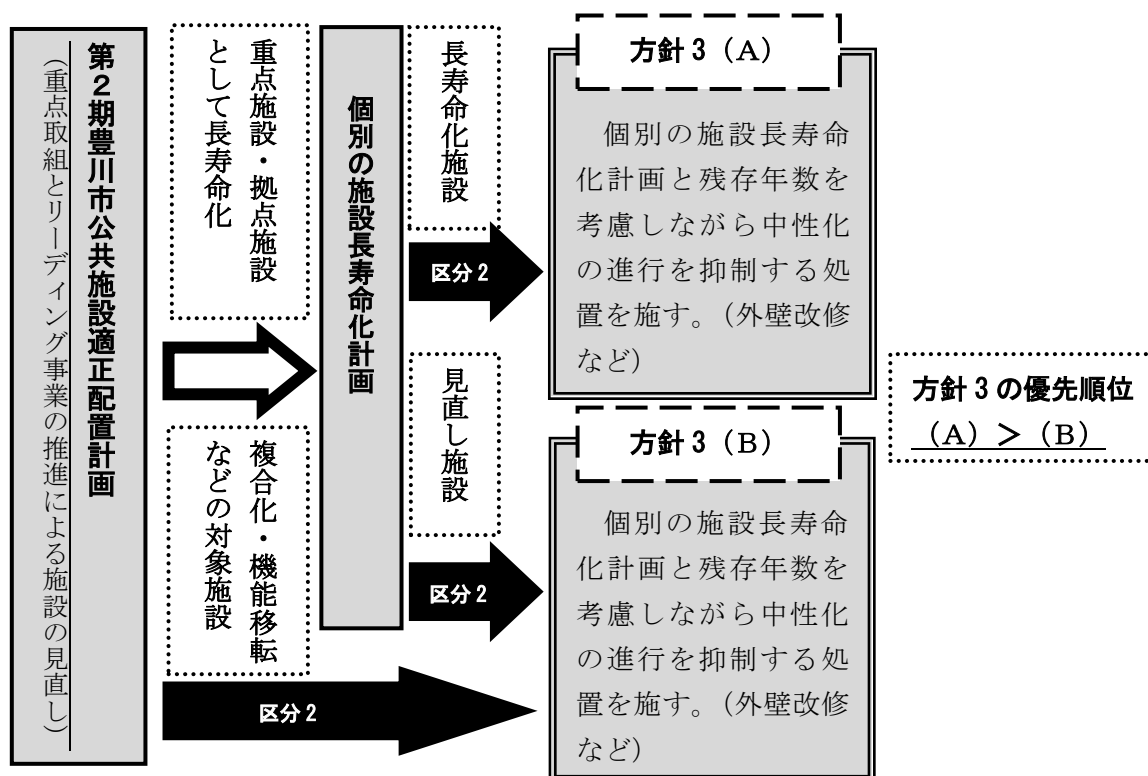 第２期豊川市公共施設適正配置計画
（重点取組とリーディング事業の推進による施設の見直し）
重点施設・拠点施設
として長寿命化
複合化・機能移転
などの対象施設
個別の施設長寿命化計画
長寿命化施設
区分２
見直し施設
区分２
区分２
方針３（A）
個別の施設長寿命
化計画と残存年数を
考慮しながら中性化
の進行を抑制する処
置を施す。（外壁改修
など）
方針３（B）
個別の施設長寿命
化計画と残存年数を
考慮しながら中性化
の進行を抑制する処
置を施す。（外壁改修
など）
方針３の優先順位
（A）＞（B）